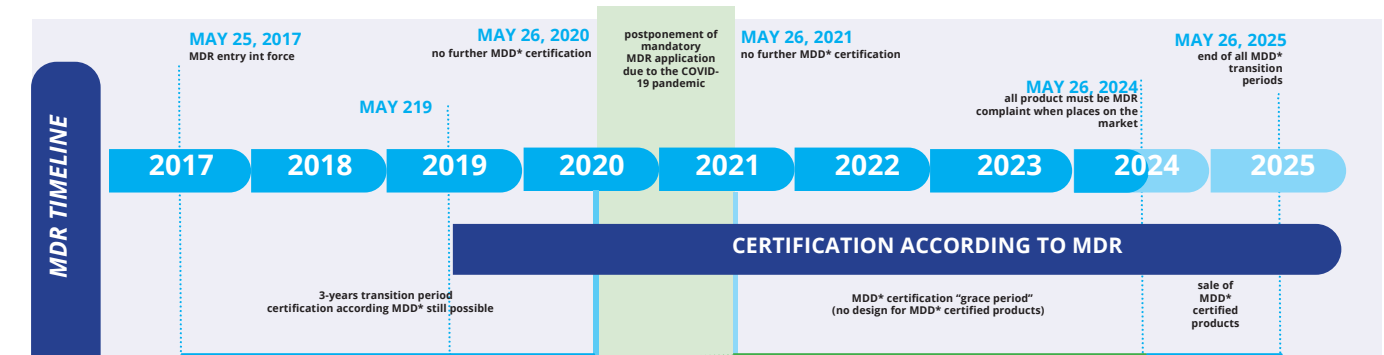 MDR TIMELINE
MAY 25, 2017
MDR entry int force
MAY 219
MAY 26, 2020
no further MDD* certification
postponement of
mandatory
MDR application
due to the COVID-
19 pandemic
MAY 26, 2021
no further MDD* certification
MAY 26, 2024
all product must be MDR
complaint when places on the
market
MAY 26, 2025
end of all MDD*
transition
periods
2017
2018
2019
2020
2021
2022
2023
2024
2025
CERTIFICATION ACCORDING TO MDR
3-years transition period
certification according MDD* still possible
MDD* certification “grace period”
(no design for MDD* certified products)
sale of
MDD*
certified
products